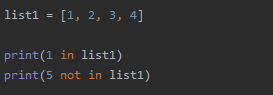 list1 = [1, 2, 3, 4]
print(1 in list1)
print(5 not in list1)